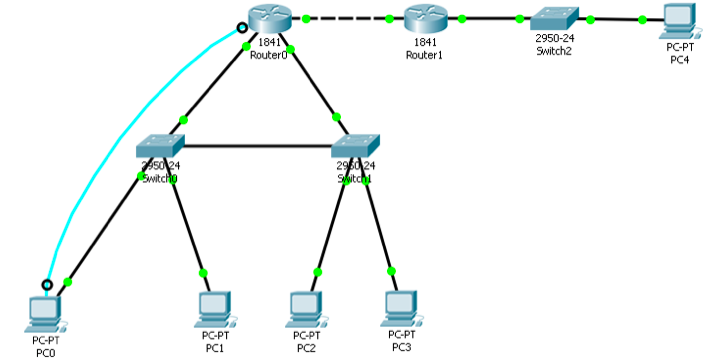 1841
Router0
1841
Router1
2950-24
Switch2
PC-PT
PC4
2950-24
Switch0
2950-24
Switch1
PC-PT
PC0
PC-PT
PC1
PC-PT
PC2
PC-PT
PC3